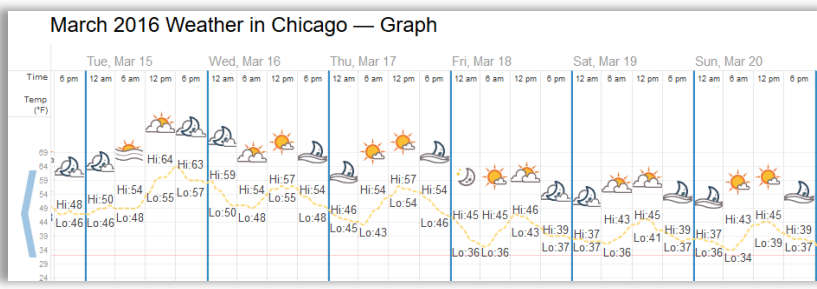 March 2016 Weather in Chicago — Graph
Tue, Mar 15 Wed, Mar 16 Thu, Mar 17 Fri, Mar 18 Sat, Mar 19 Sun, Mar 20
Time 6 pm 12 am 6 am 12 pm 6 pm 12 am 6 am 12 pm 6 pm 12 am 6 am 12 pm 6 pm 12 am 6 am 12 pm 6 pm 12 am 6 am 12 pm 6 pm 12 am 6 am 12 pm 6 pm
Temp
(°F)
69
64 Hi:64 Hi:63
59 Hi:59
Hi:54 Lo:57 Hi:54 Hi:57 Hi:54 Hi:54 Hi:57 Hi:54
54 Hi:48 Hi:50 Lo:55 Lo:55 Lo:54
49 Lo:46 Lo:46 Lo:48 Lo:50 Lo:48 Lo:48 Hi:46 Lo:46 Hi:45 Hi:45 Hi:46 Hi:43 Hi:45 Hi:43 Hi:45
44 Lo:45 Lo:43 Lo:43 Hi:39 Hi:37 Hi:37 Lo:41 Hi:39 Hi:37 Hi:39
39 Lo:36 Lo:36 Lo:37 Lo:37 Lo:36 Lo:37 Lo:36 Lo:34 Lo:39 Lo:37
34
29
24